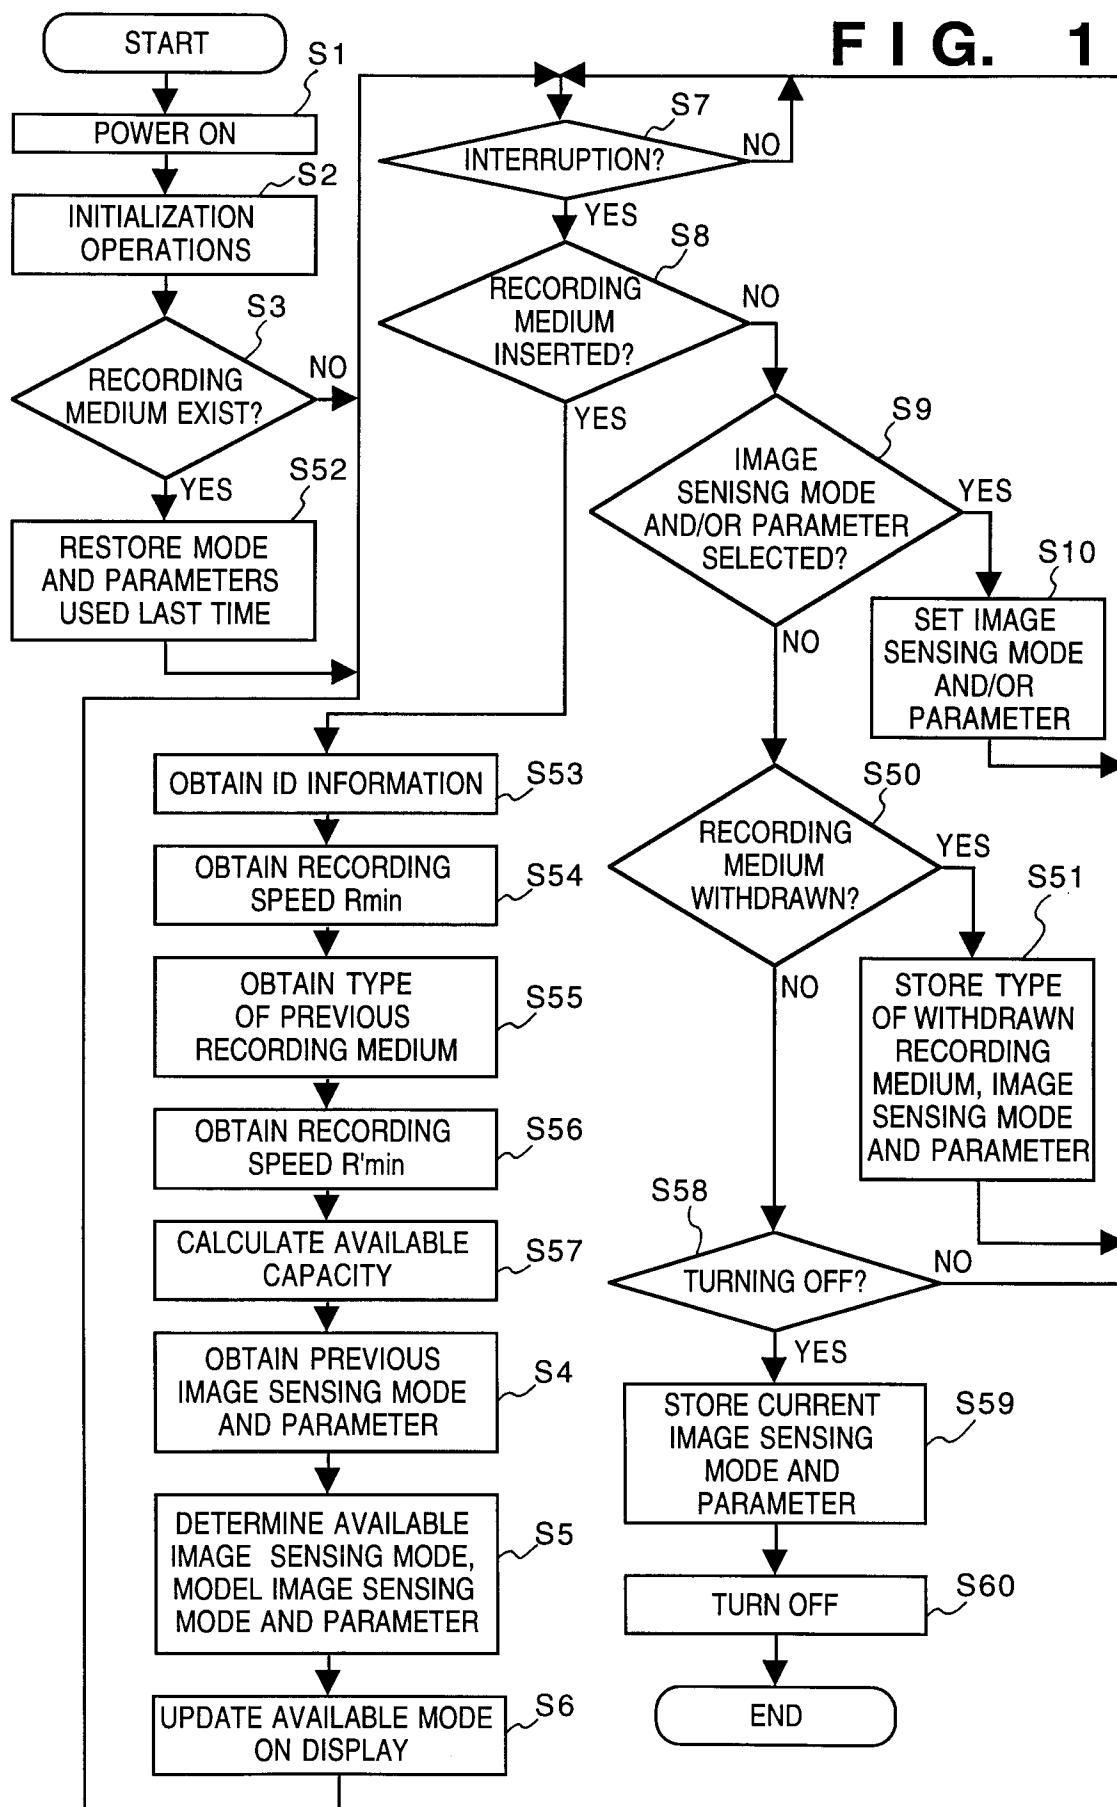 FIG. 1
START
S1
POWER ON
S2
INITIALIZATION
OPERATIONS
S3
RECORDING
MEDIUM EXIST?
NO
YES
S52
RESTORE MODE
AND PARAMETERS
USED LAST TIME
S7
INTERRUPTION?
NO
YES
S8
RECORDING
MEDIUM
INSERTED?
NO
YES
S9
IMAGE
SENISNG MODE
AND/OR PARAMETER
SELECTED?
YES
NO
S10
SET IMAGE
SENSING MODE
AND/OR
PARAMETER
S53
OBTAIN ID INFORMATION
S54
OBTAIN RECORDING
SPEED Rmin
S55
OBTAIN TYPE
OF PREVIOUS
RECORDING MEDIUM
S56
OBTAIN RECORDING
SPEED R'min
S57
CALCULATE AVAILABLE
CAPACITY
S4
OBTAIN PREVIOUS
IMAGE SENSING MODE
AND PARAMETER
S5
DETERMINE AVAILABLE
IMAGE SENSING MODE,
MODEL IMAGE SENSING
MODE AND PARAMETER
S6
UPDATE AVAILABLE MODE
ON DISPLAY
S50
RECORDING
MEDIUM
WITHDRAWN?
YES
NO
S51
STORE TYPE
OF WITHDRAWN
RECORDING
MEDIUM, IMAGE
SENSING MODE
AND PARAMETER
S58
TURNING OFF?
NO
YES
S59
STORE CURRENT
IMAGE SENSING
MODE AND
PARAMETER
S60
TURN OFF
END